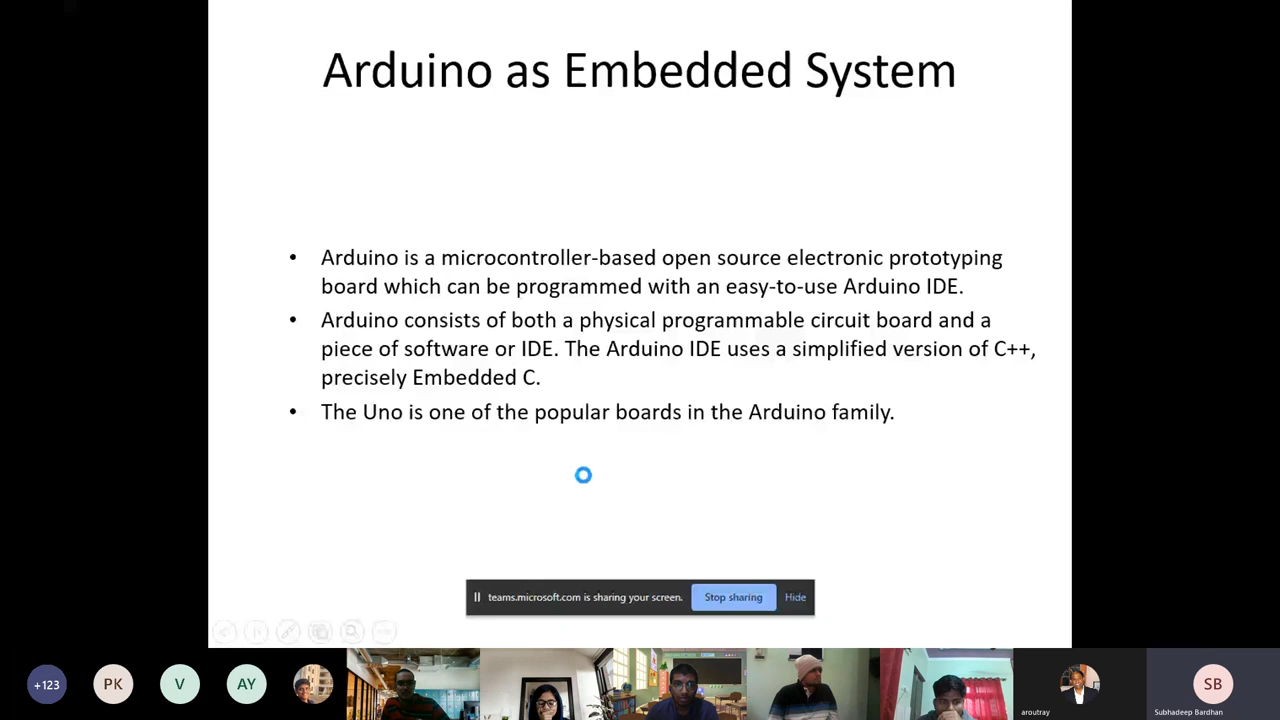 Arduino as Embedded System
• Arduino is a microcontroller-based open source electronic prototyping
board which can be programmed with an easy-to-use Arduino IDE.
• Arduino consists of both a physical programmable circuit board and a
piece of software or IDE. The Arduino IDE uses a simplified version of C++,
precisely Embedded C.
• The Uno is one of the popular boards in the Arduino family.
teams.microsoft.com is sharing your screen. Stop sharing Hide
+123 PK V AY SB
aroutray Subhadeep Bardhan